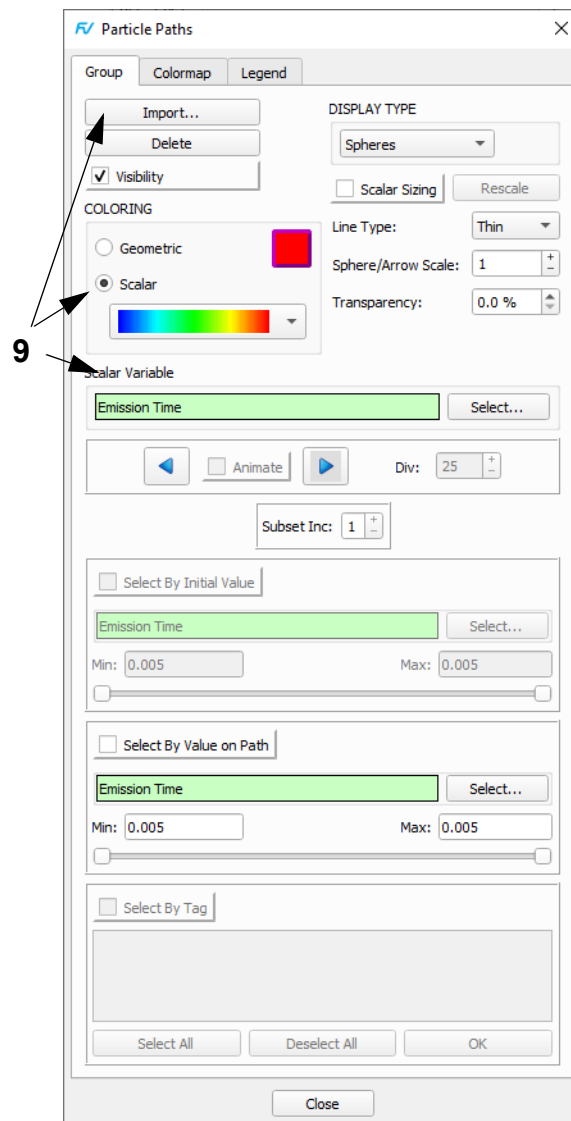 FV Particle Paths
Group Colormap Legend
Import...
Delete
Visibility
COLORING
Geometric
Scalar
DISPLAY TYPE
Spheres
Scalar Sizing Rescale
Line Type: Thin
Sphere/Arrow Scale: 1
Transparency: 0.0 %
9
Scalar Variable
Emission Time Select...
Animate Div: 25
Subset Inc: 1
Select By Initial Value
Emission Time Select...
Min: 0.005 Max: 0.005
Select By Value on Path
Emission Time Select...
Min: 0.005 Max: 0.005
Select By Tag
Select All Deselect All OK
Close